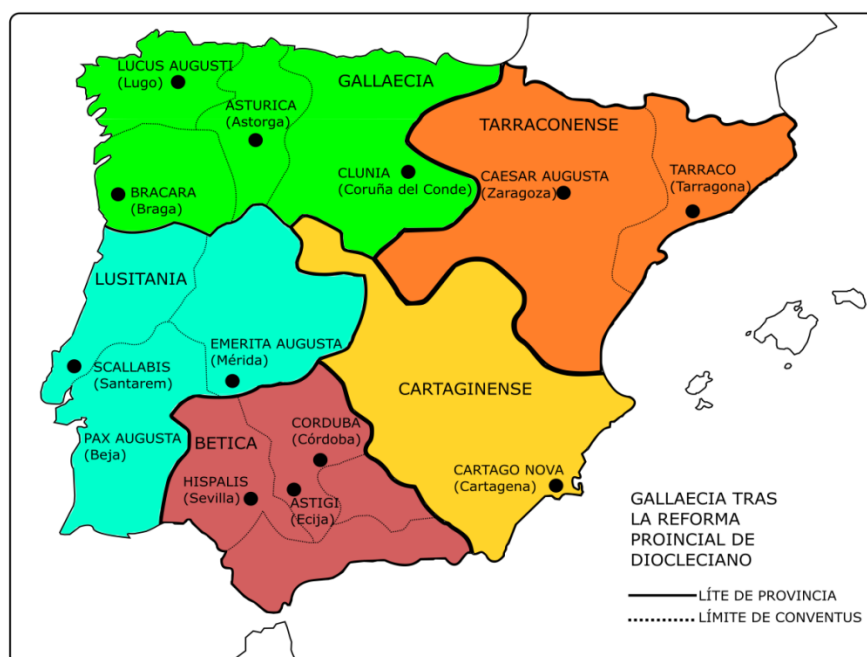 LUCUS AUGUSTI
(Lugo)
GALLAECIA
ASTURICA
(Astorga)
CLUNIA
(Coruña del Conde)
BRACARA
(Braga)
TARRACONENSE
CAESAR AUGUSTA
(Zaragoza)
TARRACO
(Tarragona)
LUSITANIA
SCALLABIS
(Santarem)
EMERITA AUGUSTA
(Mérida)
PAX AUGUSTA
(Beja)
BETICA
CORDUBA
(Córdoba)
HISPALIS
(Sevilla)
ASTIGI
(Ecija)
CARTAGINENSE
CARTAGO NOVA
(Cartagena)
GALLAECIA TRAS
LA REFORMA
PROINCIAL DE
DIOCLECIANO
LÍTE DE PROVINCIA
LÍMITE DE CONVENTUS